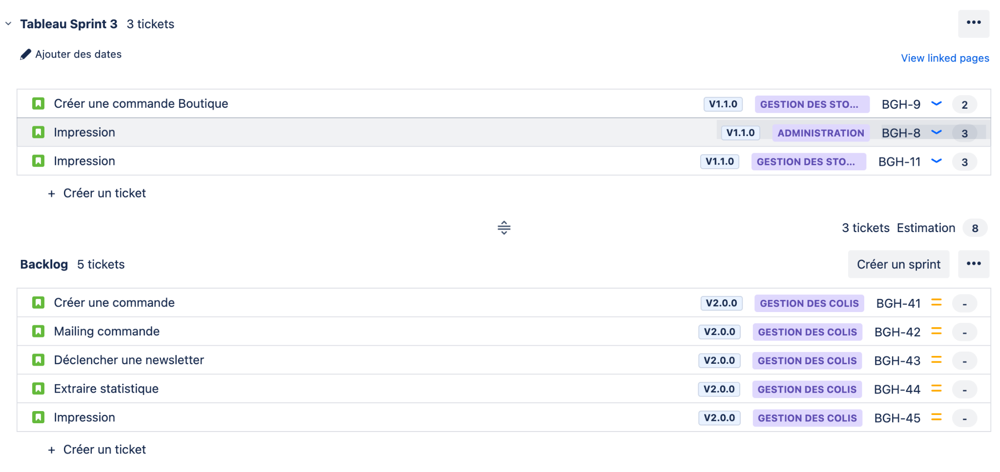 Tableau Sprint 3 3 tickets
•••
Ajouter des dates
View linked pages
Créer une commande Boutique V1.1.0 GESTION DES STO... BGH-9 2
Impression V1.1.0 ADMINISTRATION BGH-8 3
Impression V1.1.0 GESTION DES STO... BGH-11 3
+ Créer un ticket
3 tickets Estimation 8
Backlog 5 tickets Créer un sprint •••
Créer une commande V2.0.0 GESTION DES COLIS BGH-41 -
Mailing commande V2.0.0 GESTION DES COLIS BGH-42 -
Déclencher une newsletter V2.0.0 GESTION DES COLIS BGH-43 -
Extraire statistique V2.0.0 GESTION DES COLIS BGH-44 -
Impression V2.0.0 GESTION DES COLIS BGH-45 -
+ Créer un ticket